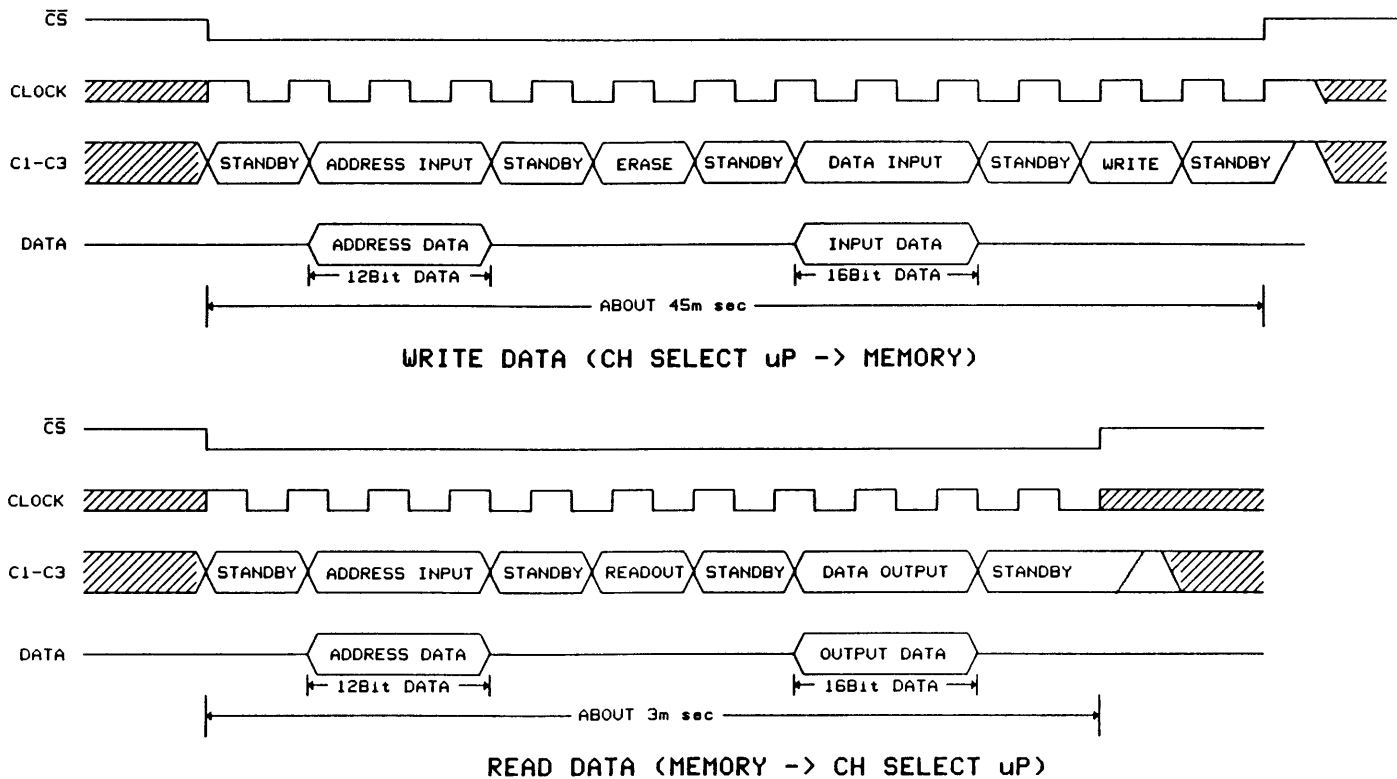 C̅S̅
CLOCK
C1-C3 STANDBY ADDRESS INPUT STANDBY ERASE STANDBY DATA INPUT STANDBY WRITE STANDBY
DATA ADDRESS DATA INPUT DATA
12Bit DATA 16Bit DATA
ABOUT 45m sec
WRITE DATA (CH SELECT uP -> MEMORY)
C̅S̅
CLOCK
C1-C3 STANDBY ADDRESS INPUT STANDBY READOUT STANDBY DATA OUTPUT STANDBY
DATA ADDRESS DATA OUTPUT DATA
12Bit DATA 16Bit DATA
ABOUT 3m sec
READ DATA (MEMORY -> CH SELECT uP)